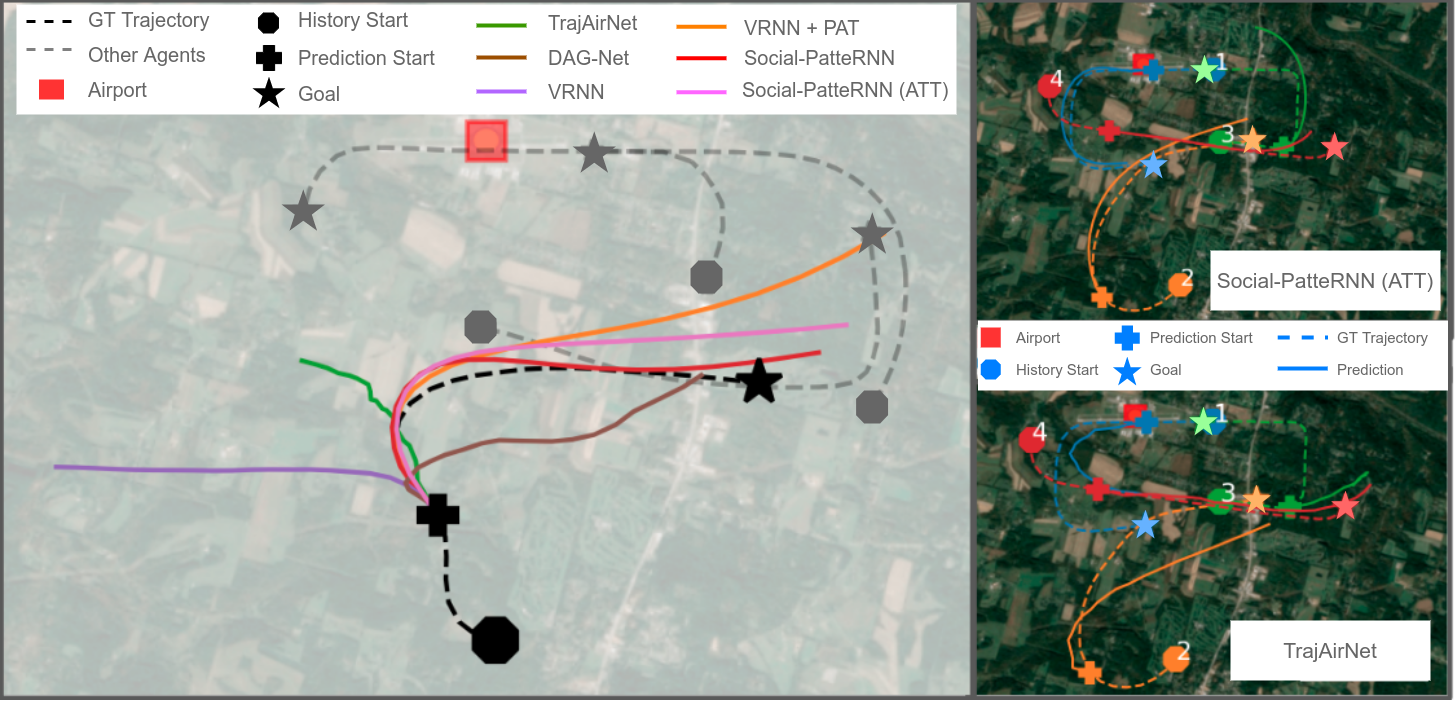 GT Trajectory
Other Agents
Airport
History Start
Prediction Start
Goal
TrajAirNet
DAG-Net
VRNN
VRNN + PAT
Social-PatteRNN
Social-PatteRNN (ATT)
1
4
3
2
Social-PatteRNN (ATT)
Airport
Prediction Start
GT Trajectory
History Start
Goal
Prediction
1
4
3
2
TrajAirNet